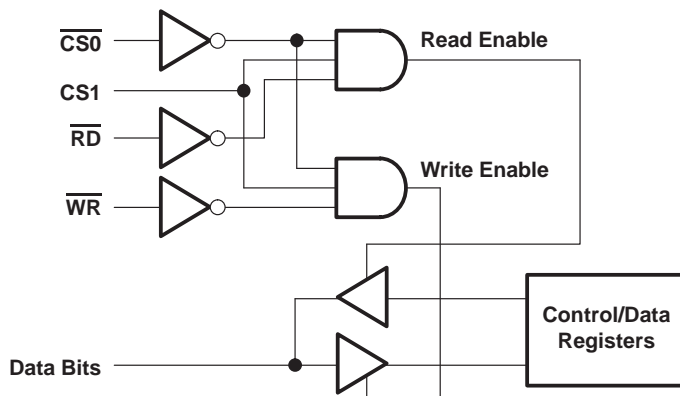 CS0
Read Enable
CS1
RD
Write Enable
WR
Control/Data
Registers
Data Bits